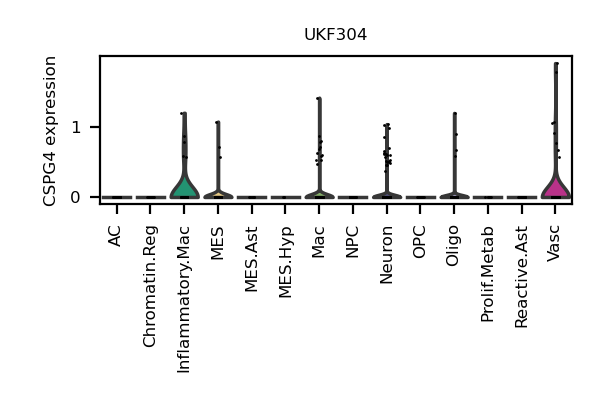 UKF304
CSPG4 expression
1
0
AC
Chromatin.Reg
Inflammatory.Mac
MES
MES.Ast
MES.Hyp
Mac
NPC
Neuron
OPC
Oligo
Prolif.Metab
Reactive.Ast
Vasc